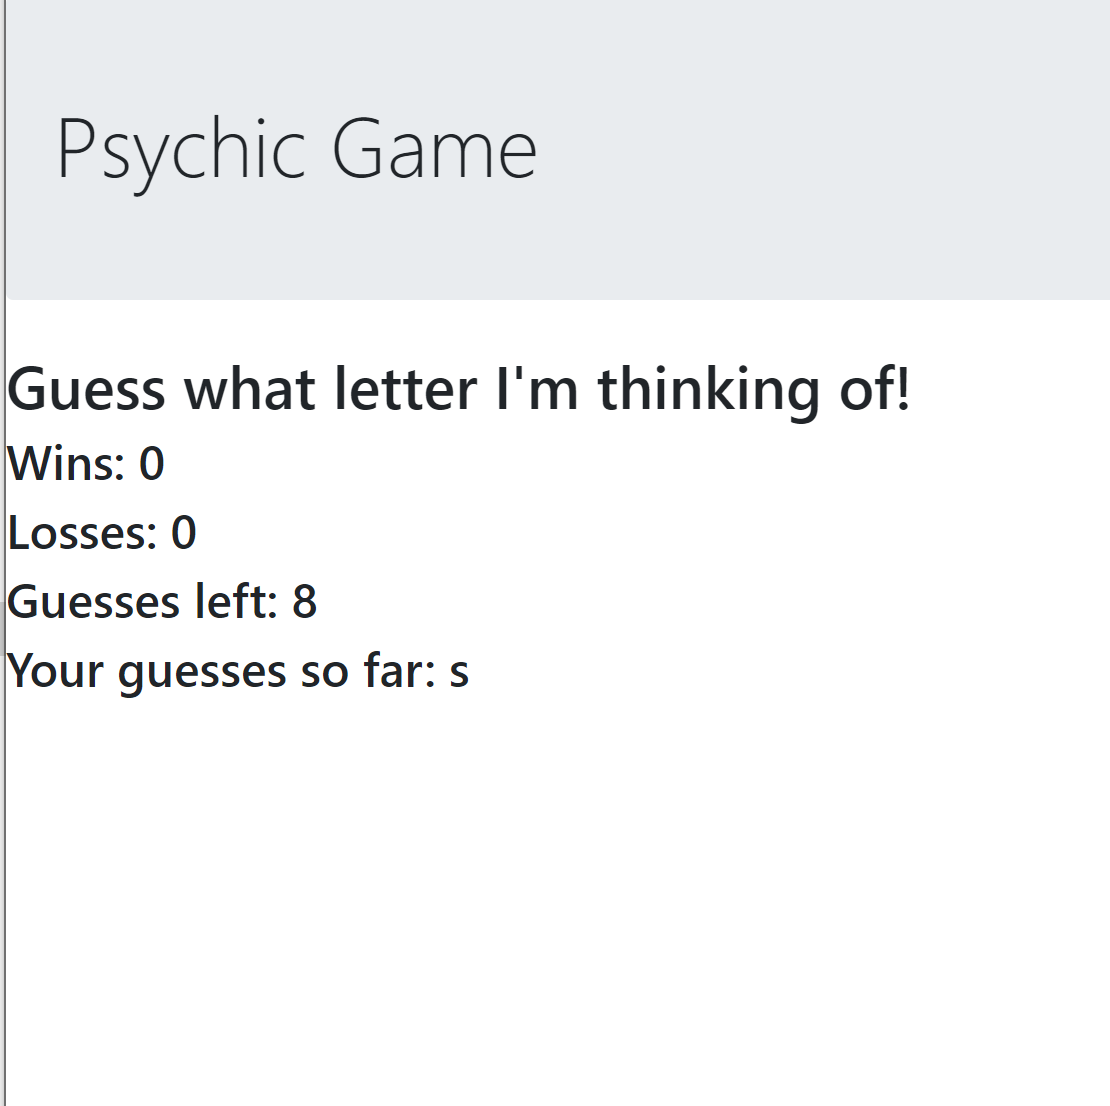 Psychic Game
Guess what letter I'm thinking of!
Wins: 0
Losses: 0
Guesses left: 8
Your guesses so far: s